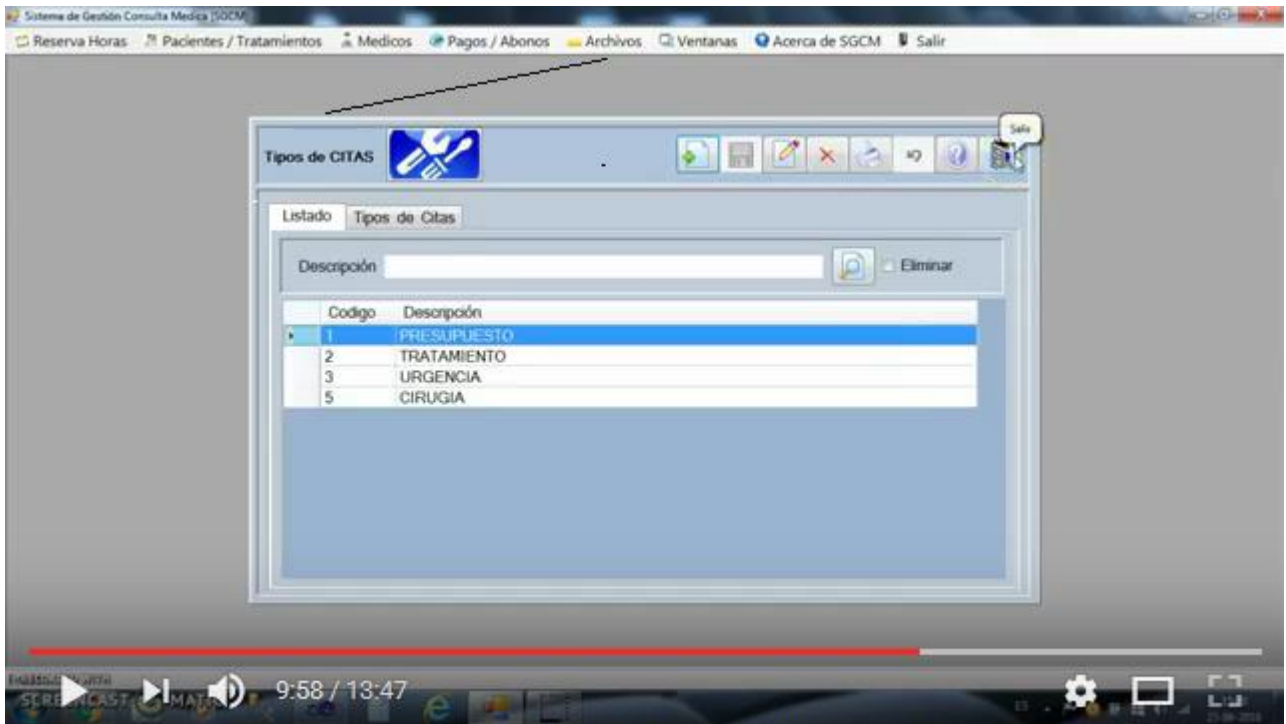 Sistema de Gestión Consulta Medica [SGCM]
Reserva Horas Pacientes / Tratamientos Medicos Pagos / Abonos Archivos Ventanas Acerca de SGCM Salir
Salir
Tipos de CITAS
Listado Tipos de Citas
Descripción Eliminar
Codigo Descripción
1 PRESUPUESTO
2 TRATAMIENTO
3 URGENCIA
5 CIRUGIA
9:58 / 13:47
ES